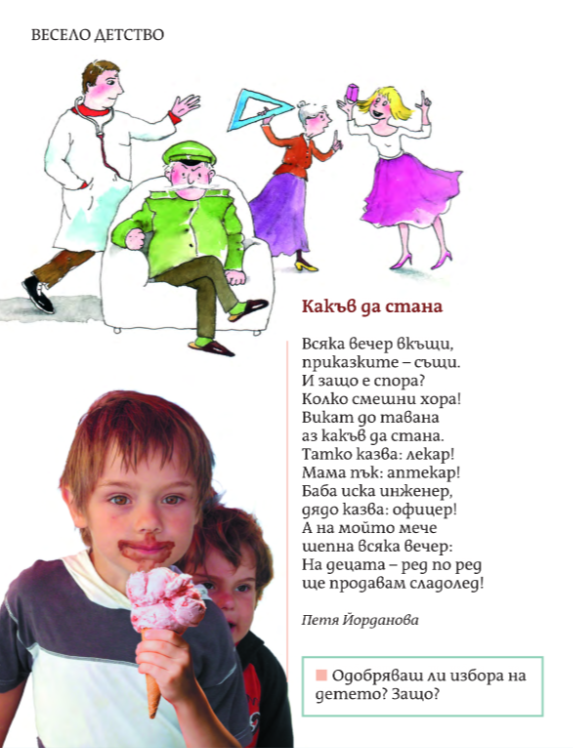 ВЕСЕЛО ДЕТСТВО
Какъв да стана
Всяка вечер вкъщи,
приказките – същи.
И защо е спора?
Колко смешни хора!
Викат до тавана
аз какъв да стана.
Татко казва: лекар!
Мама пък: аптекар!
Баба иска инженер,
дядо казва: офицер!
А на мойто мече
шепна всяка вечер:
На децата – ред по ред
ще продавам сладолед!
Петя Йорданова
Одобряваш ли избора на
детето? Защо?